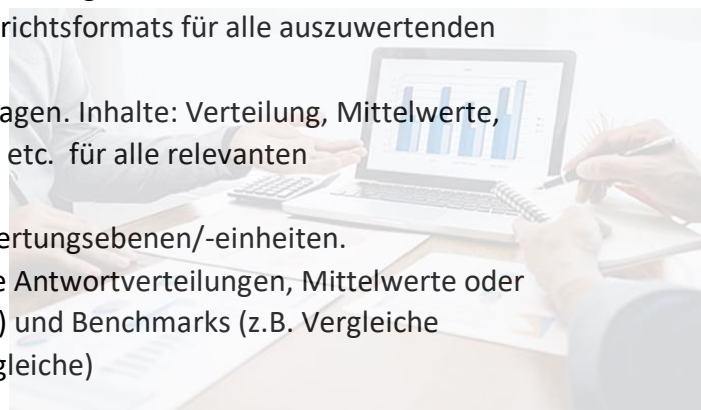 richtsformats für alle auszuwertenden
agen. Inhalte: Verteilung, Mittelwerte,
etc. für alle relevanten
ertungsebenen/-einheiten.
e Antwortverteilungen, Mittelwerte oder
) und Benchmarks (z.B. Vergleiche
gleiche)